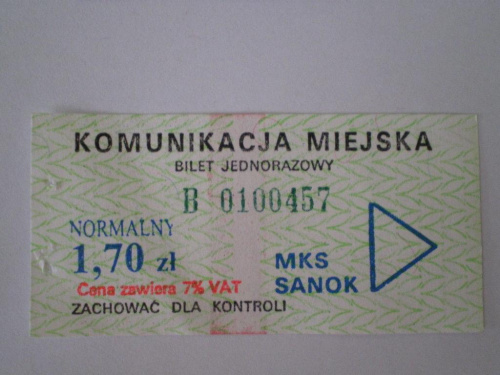 KOMUNIKACJA MIEJSKA
BILET JEDNORAZOWY
B 0100457
NORMALNY
1,70 zł
Cena zawiera 7% VAT
ZACHOWAĆ DLA KONTROLI
MKS
SANOK